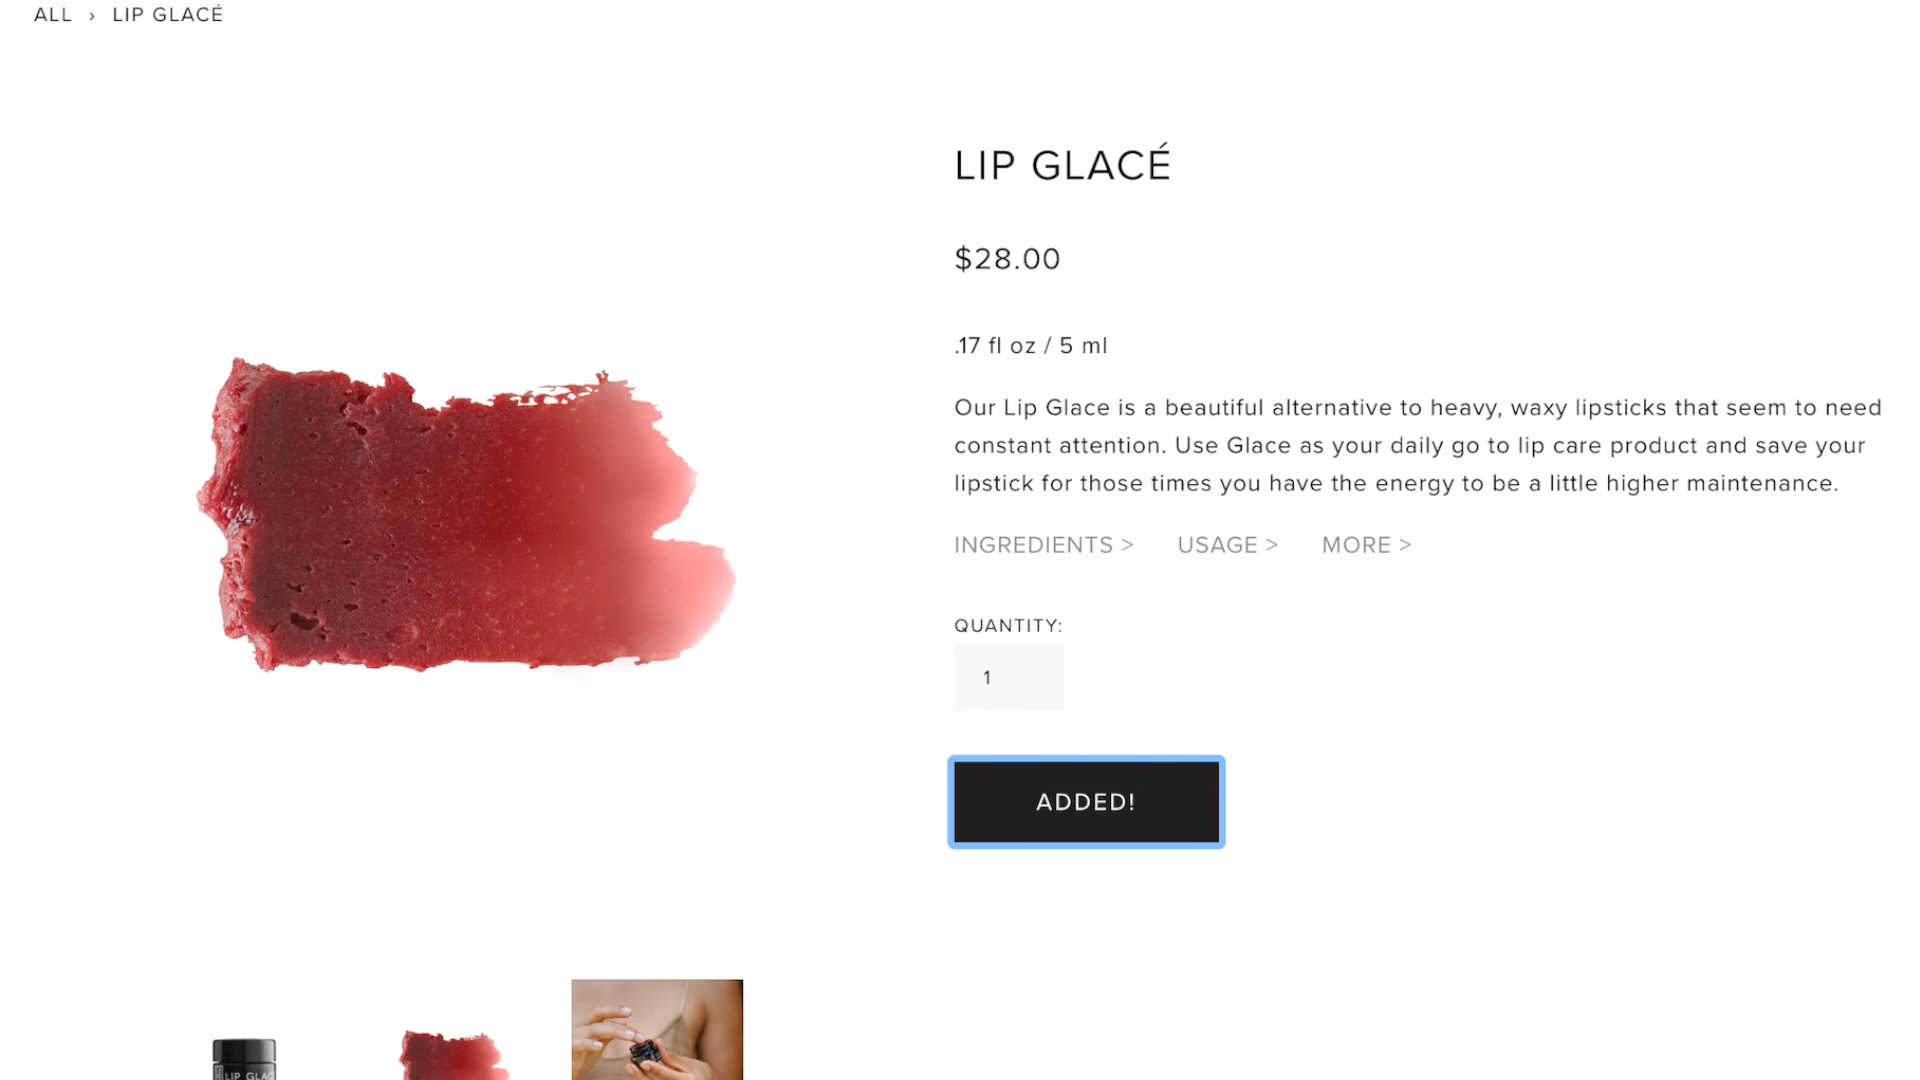 ALL › LIP GLACÉ
LIP GLACÉ
$28.00
.17 fl oz / 5 ml
Our Lip Glace is a beautiful alternative to heavy, waxy lipsticks that seem to need
constant attention. Use Glace as your daily go to lip care product and save your
lipstick for those times you have the energy to be a little higher maintenance.
INGREDIENTS > USAGE > MORE >
QUANTITY:
1
ADDED!
LIP GLAC